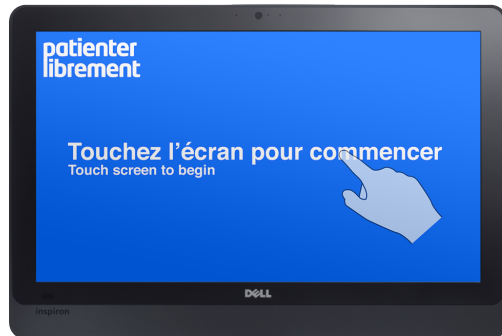 patienter
librement
Touchez l'écran pour commencer
Touch screen to begin
DELL
inspiron